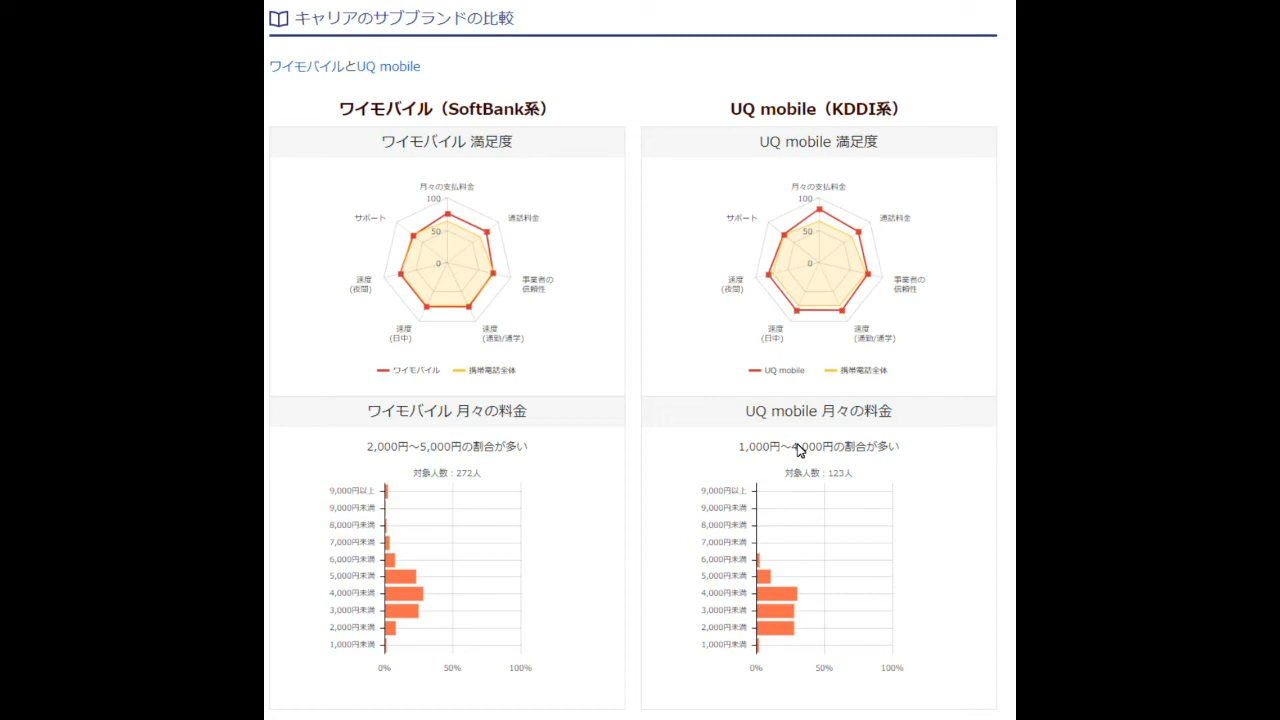 キャリアのサブブランドの比較
ワイモバイルとUQ mobile
ワイモバイル（SoftBank系）
ワイモバイル 満足度
月々の支払料金
100
サポート
通話料金
50
0
速度
(夜間)
事業者の
信頼性
速度
(日中)
速度
(通勤/通学)
ワイモバイル
携帯電話全体
ワイモバイル 月々の料金
2,000円～5,000円の割合が多い
対象人数：272人
9,000円以上
9,000円未満
8,000円未満
7,000円未満
6,000円未満
5,000円未満
4,000円未満
3,000円未満
2,000円未満
1,000円未満
0% 50% 100%
UQ mobile（KDDI系）
UQ mobile 満足度
月々の支払料金
100
サポート
通話料金
50
0
速度
(夜間)
事業者の
信頼性
速度
(日中)
速度
(通勤/通学)
UQ mobile
携帯電話全体
UQ mobile 月々の料金
1,000円～4,000円の割合が多い
対象人数：123人
9,000円以上
9,000円未満
8,000円未満
7,000円未満
6,000円未満
5,000円未満
4,000円未満
3,000円未満
2,000円未満
1,000円未満
0% 50% 100%